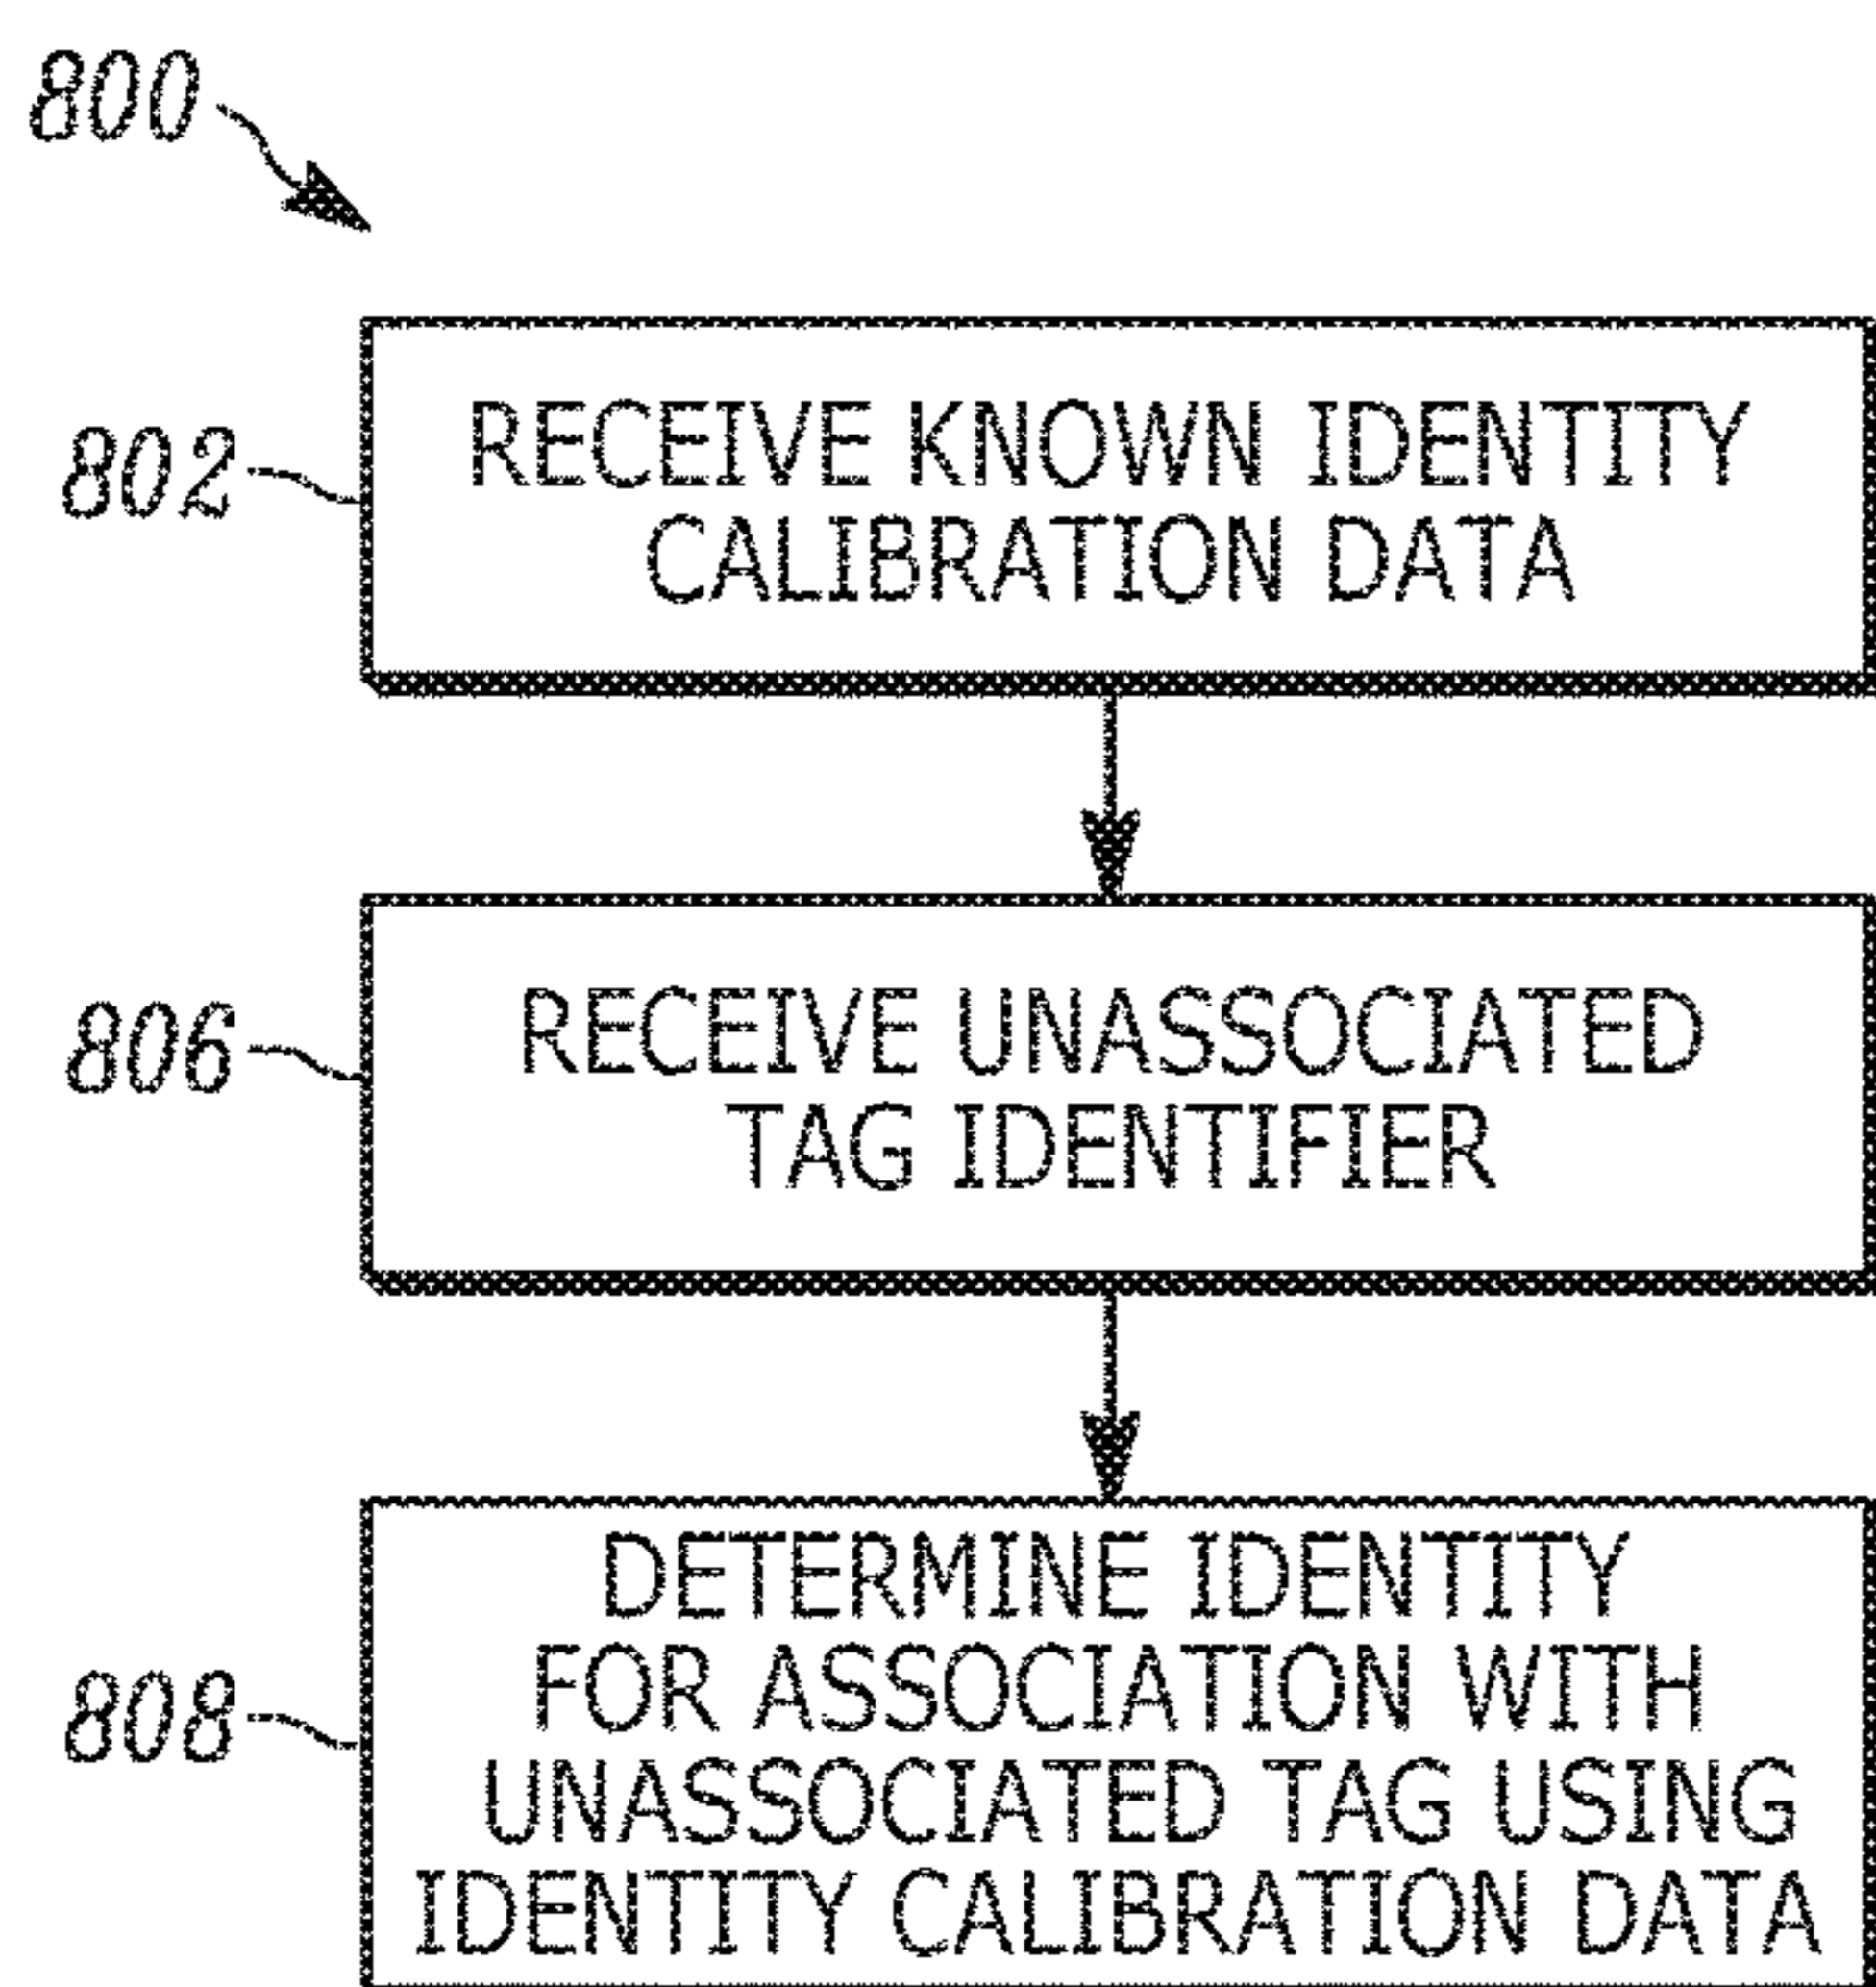 800
802
RECEIVE KNOWN IDENTITY
CALIBRATION DATA
806
RECEIVE UNASSOCIATED
TAG IDENTIFIER
808
DETERMINE IDENTITY
FOR ASSOCIATION WITH
UNASSOCIATED TAG USING
IDENTITY CALIBRATION DATA